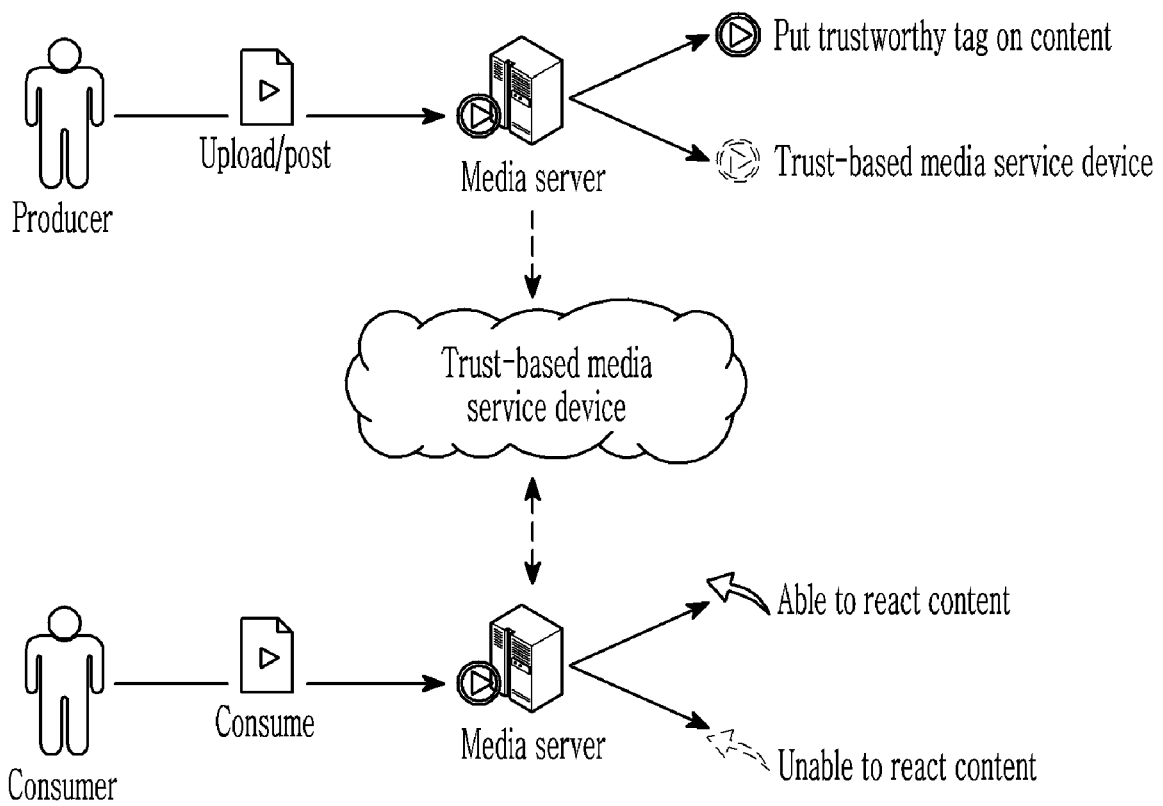 Put trustworthy tag on content
Upload/post
Media server
Trust-based media service device
Producer
Trust-based media
service device
Able to react content
Consume
Media server
Unable to react content
Consumer